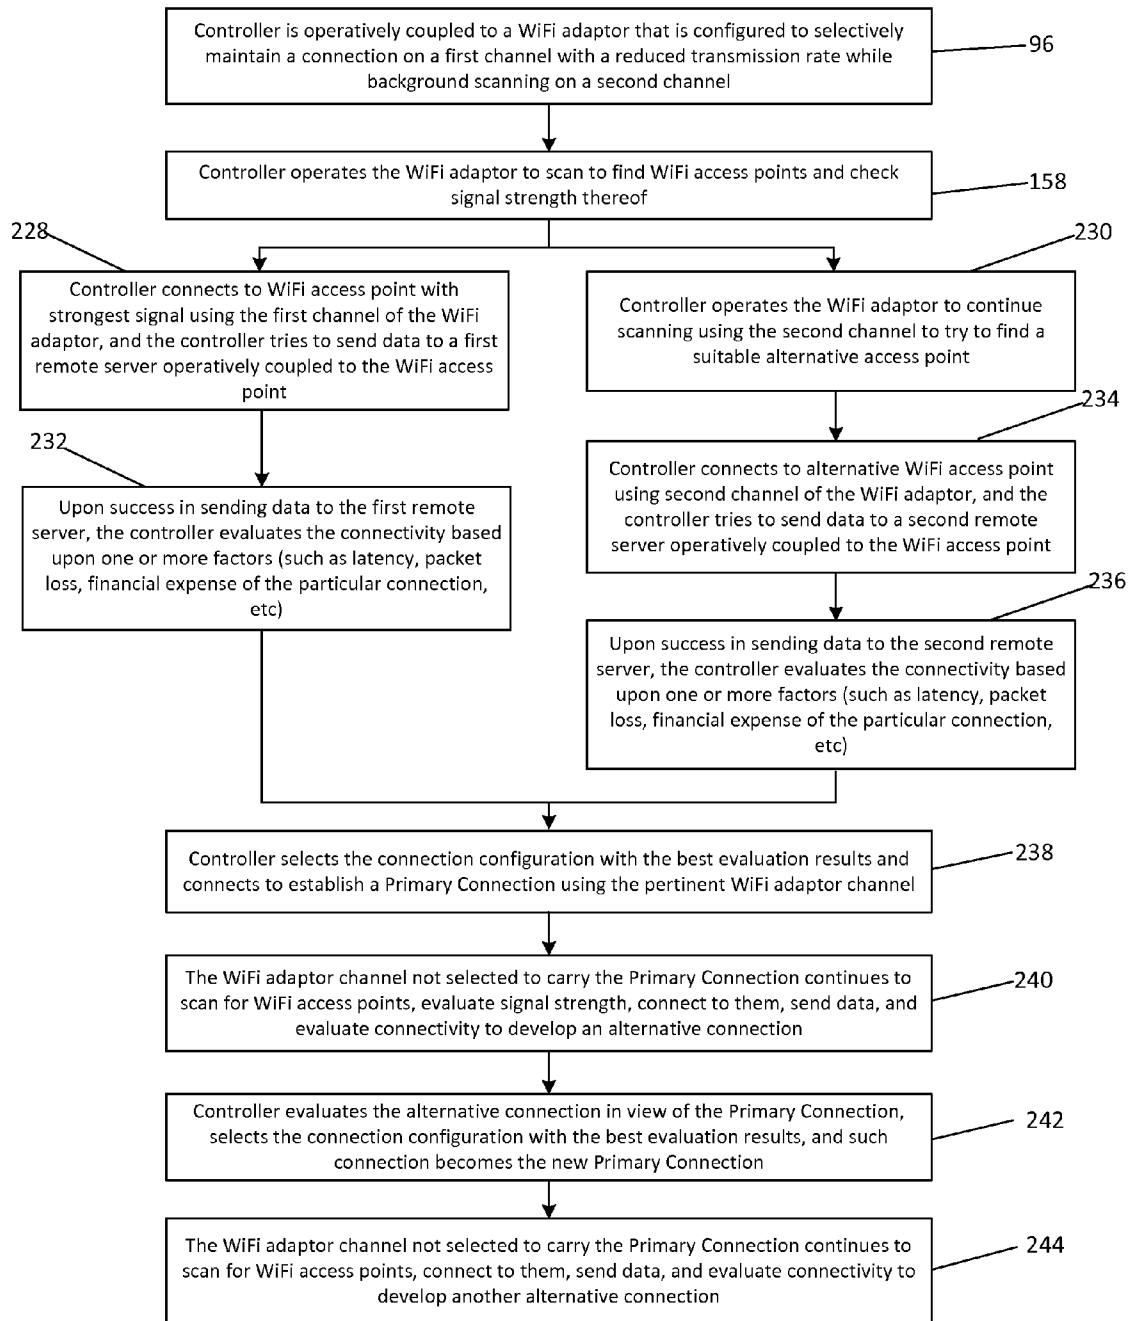 Controller is operatively coupled to a WiFi adaptor that is configured to selectively
maintain a connection on a first channel with a reduced transmission rate while
background scanning on a second channel
96
Controller operates the WiFi adaptor to scan to find WiFi access points and check
signal strength thereof
158
228
Controller connects to WiFi access point with
strongest signal using the first channel of the WiFi
adaptor, and the controller tries to send data to a first
remote server operatively coupled to the WiFi access
point
230
Controller operates the WiFi adaptor to continue
scanning using the second channel to try to find a
suitable alternative access point
232
Upon success in sending data to the first remote
server, the controller evaluates the connectivity based
upon one or more factors (such as latency, packet
loss, financial expense of the particular connection,
etc)
234
Controller connects to alternative WiFi access point
using second channel of the WiFi adaptor, and the
controller tries to send data to a second remote
server operatively coupled to the WiFi access point
236
Upon success in sending data to the second remote
server, the controller evaluates the connectivity based
upon one or more factors (such as latency, packet
loss, financial expense of the particular connection,
etc)
Controller selects the connection configuration with the best evaluation results and
connects to establish a Primary Connection using the pertinent WiFi adaptor channel
238
The WiFi adaptor channel not selected to carry the Primary Connection continues to
scan for WiFi access points, evaluate signal strength, connect to them, send data, and
evaluate connectivity to develop an alternative connection
240
Controller evaluates the alternative connection in view of the Primary Connection,
selects the connection configuration with the best evaluation results, and such
connection becomes the new Primary Connection
242
The WiFi adaptor channel not selected to carry the Primary Connection continues to
scan for WiFi access points, connect to them, send data, and evaluate connectivity to
develop another alternative connection
244